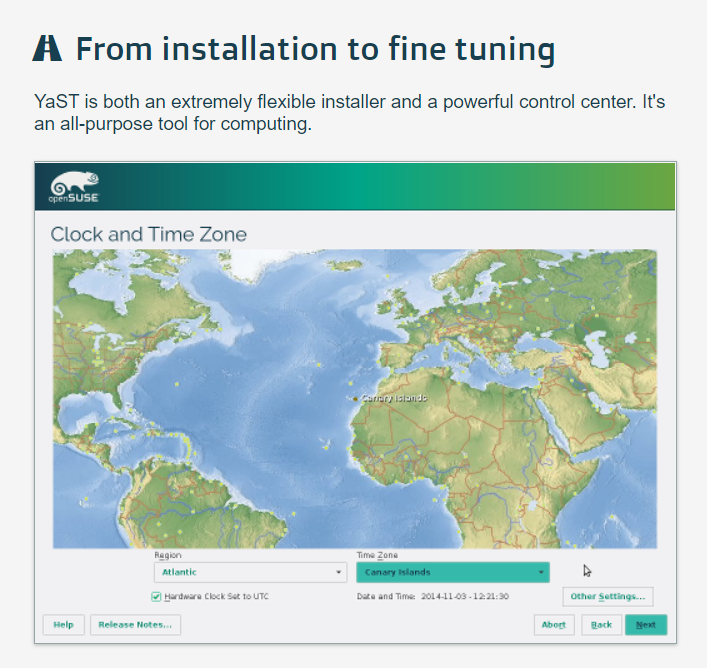 From installation to fine tuning
YaST is both an extremely flexible installer and a powerful control center. It's
an all-purpose tool for computing.
openSUSE
Clock and Time Zone
Canary Islands
Region
Time Zone
Atlantic
Canary Islands
Hardware Clock Set to UTC
Date and Time: 2014-11-03 - 12:21:30
Other Settings...
Help
Release Notes...
Abort
Back
Next